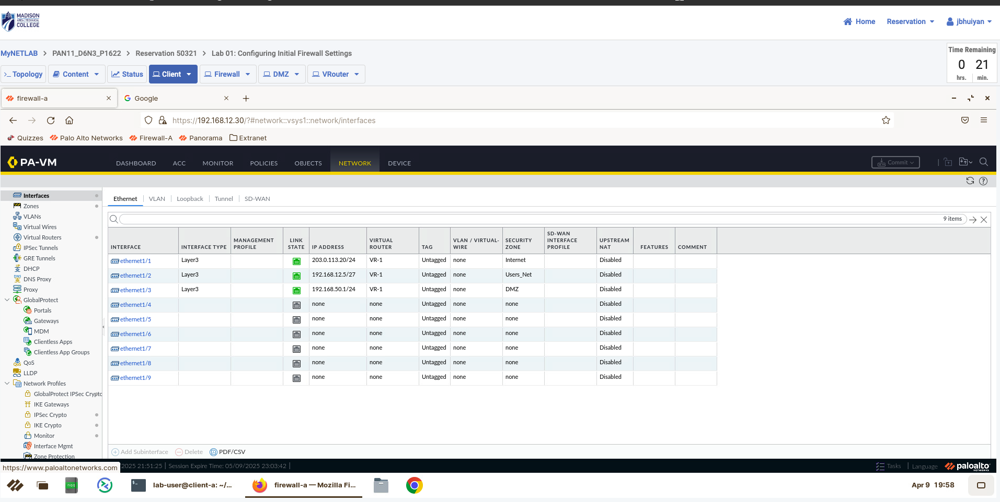 MADISON
AREA TECHNICAL
COLLEGE
Home Reservation jbhuiyan
MyNETLAB > PAN11_D6N3_P1622 > Reservation 50321 > Lab 01: Configuring Initial Firewall Settings
Time Remaining
0 21
hrs. min.
Topology Content Status Client Firewall DMZ VRouter
firewall-a Google
https://192.168.12.30/?#network::vsys1::network/interfaces
Quizzes Palo Alto Networks Firewall-A Panorama Extranet
PA-VM DASHBOARD ACC MONITOR POLICIES OBJECTS NETWORK DEVICE Commit
Interfaces
Zones
VLANs
Virtual Wires
Virtual Routers
IPSec Tunnels
GRE Tunnels
DHCP
DNS Proxy
Proxy
GlobalProtect
Portals
Gateways
MDM
Clientless Apps
Clientless App Groups
QoS
LLDP
Network Profiles
GlobalProtect IPSec Crypto
IKE Gateways
IPSec Crypto
IKE Crypto
Monitor
Interface Mgmt
Zone Protection
Ethernet VLAN Loopback Tunnel SD-WAN
9 items
INTERFACE INTERFACE TYPE MANAGEMENT PROFILE LINK STATE IP ADDRESS VIRTUAL ROUTER TAG VLAN / VIRTUAL-WIRE SECURITY ZONE SD-WAN INTERFACE PROFILE UPSTREAM NAT FEATURES COMMENT
ethernet1/1 Layer3 203.0.113.20/24 VR-1 Untagged none Internet Disabled
ethernet1/2 Layer3 192.168.12.5/27 VR-1 Untagged none Users_Net Disabled
ethernet1/3 Layer3 192.168.50.1/24 VR-1 Untagged none DMZ Disabled
ethernet1/4 none none Untagged none none Disabled
ethernet1/5 none none Untagged none none Disabled
ethernet1/6 none none Untagged none none Disabled
ethernet1/7 none none Untagged none none Disabled
ethernet1/8 none none Untagged none none Disabled
ethernet1/9 none none Untagged none none Disabled
Add Subinterface Delete PDF/CSV
https://www.paloaltonetworks.com
2025 21:51:25 | Session Expire Time: 05/09/2025 23:03:42 |
Tasks | Language paloalto
NETWORKS
lab-user@client-a: ~/... firewall-a — Mozilla Fi... Apr 9 19:58